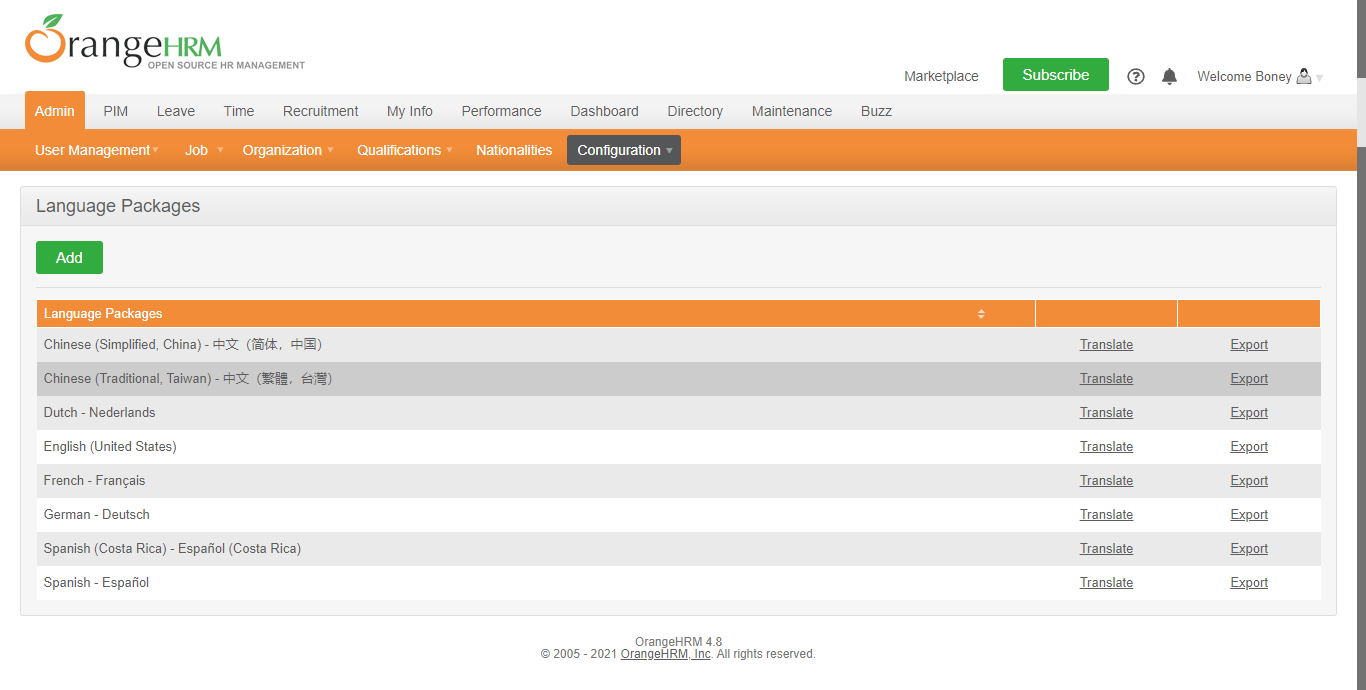 OrangeHRM
OPEN SOURCE HR MANAGEMENT
Marketplace Subscribe ? Welcome Boney
Admin PIM Leave Time Recruitment My Info Performance Dashboard Directory Maintenance Buzz
User Management Job Organization Qualifications Nationalities Configuration
Language Packages
Add
Language Packages
Chinese (Simplified, China) - 中文（简体，中国） Translate Export
Chinese (Traditional, Taiwan) - 中文（繁體，台灣） Translate Export
Dutch - Nederlands Translate Export
English (United States) Translate Export
French - Français Translate Export
German - Deutsch Translate Export
Spanish (Costa Rica) - Español (Costa Rica) Translate Export
Spanish - Español Translate Export
OrangeHRM 4.8
© 2005 - 2021 OrangeHRM, Inc. All rights reserved.